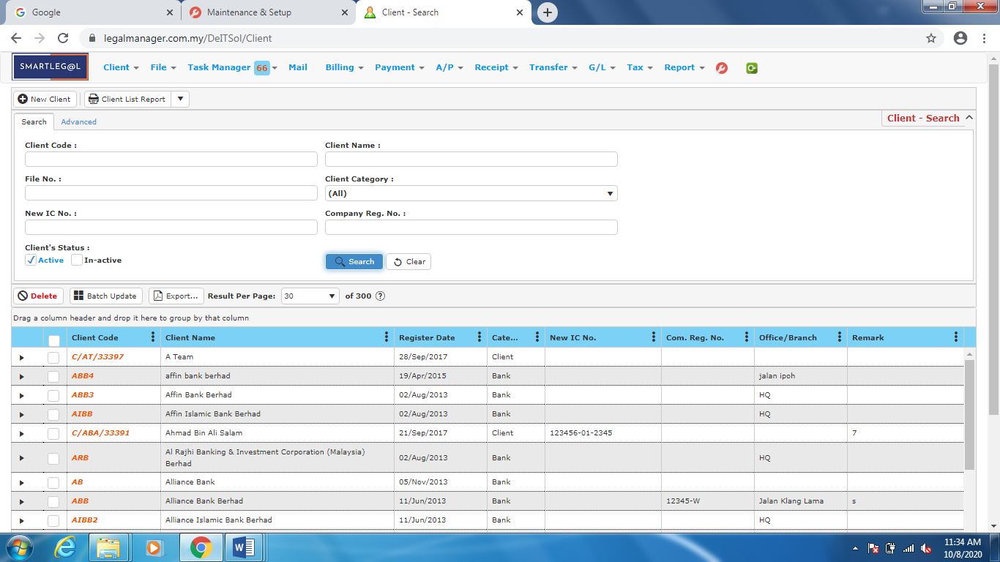 Google
Maintenance & Setup
Client - Search
legalmanager.com.my/DeITSol/Client
SMARTLEG@L Client File Task Manager 66 Mail Billing Payment A/P Receipt Transfer G/L Tax Report
New Client Client List Report
Search Advanced Client - Search
Client Code : Client Name :
File No. : Client Category :
(All)
New IC No. : Company Reg. No. :
Client's Status :
Active In-active Search Clear
Delete Batch Update Export... Result Per Page: 30 of 300 ?
Drag a column header and drop it here to group by that column
Client Code Client Name Register Date Cate... New IC No. Com. Reg. No. Office/Branch Remark
C/AT/33397 A Team 28/Sep/2017 Client
ABB4 affin bank berhad 19/Apr/2015 Bank jalan ipoh
ABB3 Affin Bank Berhad 02/Aug/2013 Bank HQ
AIBB Affin Islamic Bank Berhad 02/Aug/2013 Bank HQ
C/ABA/33391 Ahmad Bin Ali Salam 21/Sep/2017 Client 123456-01-2345 7
ARB Al Rajhi Banking & Investment Corporation (Malaysia) 02/Aug/2013 Bank HQ
Berhad
AB Alliance Bank 05/Nov/2013 Bank
ABB Alliance Bank Berhad 11/Jun/2013 Bank 12345-W Jalan Klang Lama s
AIBB2 Alliance Islamic Bank Berhad 11/Jun/2013 Bank HQ
11:34 AM
10/8/2020